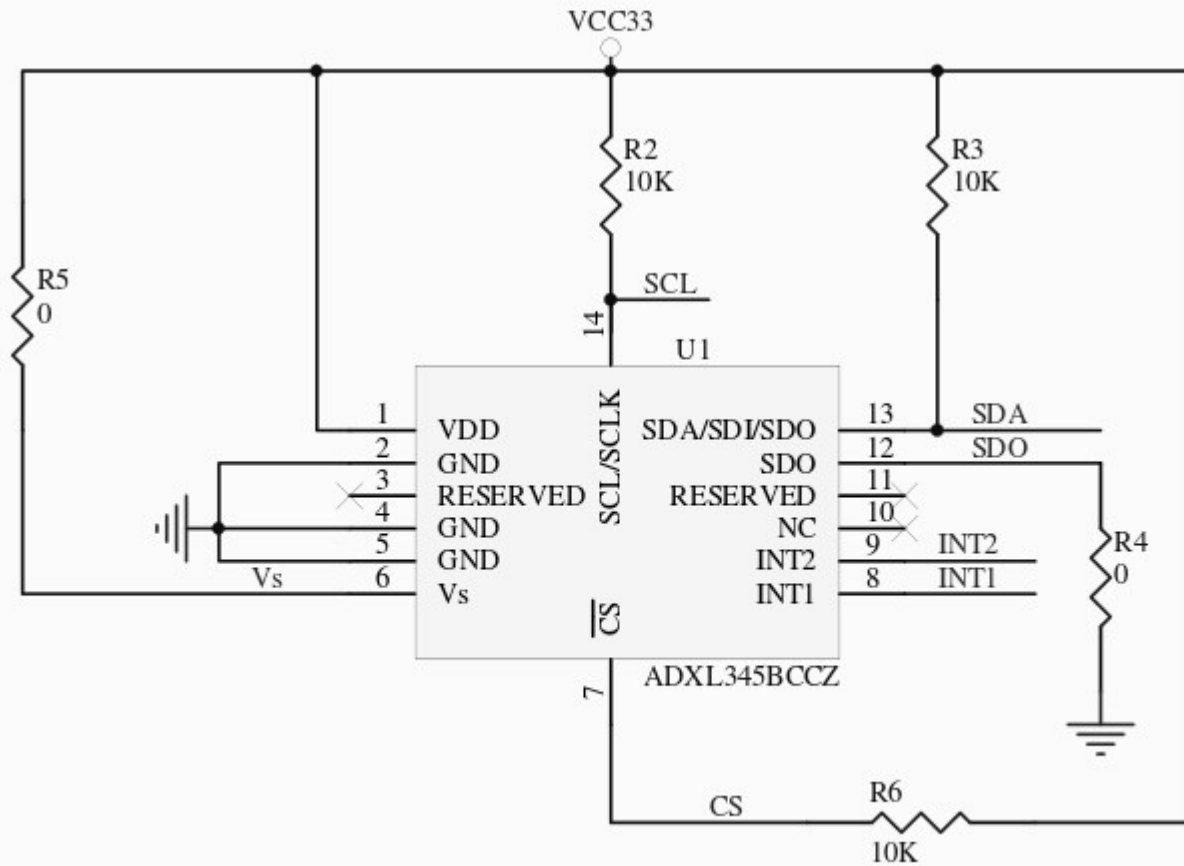 VCC33
R2
10K
R3
10K
R5
0
SCL
14
U1
SCL/SCLK
1 VDD
2 GND
3 RESERVED
4 GND
5 GND
Vs 6 Vs
SDA/SDI/SDO 13 SDA
SDO 12 SDO
RESERVED 11
NC 10
INT2 9 INT2
INT1 8 INT1
R4
0
CS
7
ADXL345BCCZ
CS
R6
10K